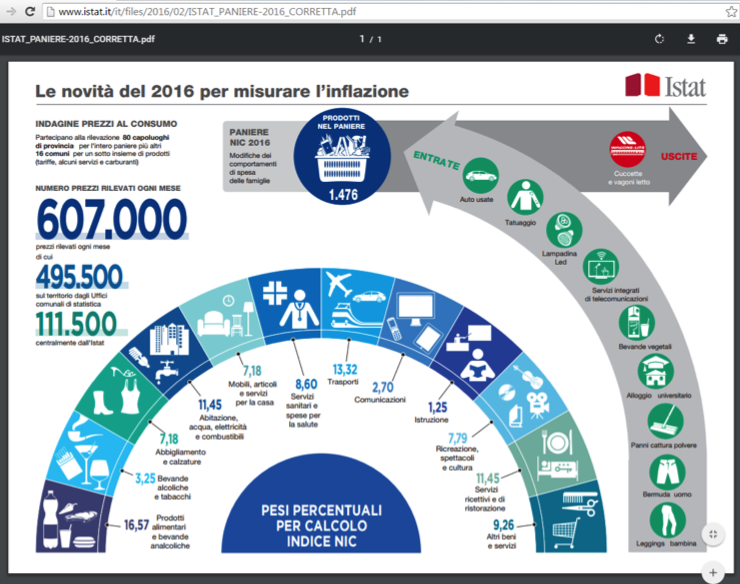 www.istat.it/it/files/2016/02/ISTAT_PANIERE-2016_CORRETTA.pdf
ISTAT_PANIERE-2016_CORRETTA.pdf
1 / 1
Le novità del 2016 per misurare l'inflazione
Istat
INDAGINE PREZZI AL CONSUMO
Partecipano alla rilevazione 80 capoluoghi
di provincia per l'intero paniere più altri
16 comuni per un sotto insieme di prodotti
(tariffe, alcuni servizi e carburanti)
NUMERO PREZZI RILEVATI OGNI MESE
607.000
prezzi rilevati ogni mese
di cui
495.500
sul territorio dagli Uffici
comunali di statistica
111.500
centralmente dall'Istat
PANIERE
NIC 2016
Modifiche dei
comportamenti
di spesa
delle famiglie
PRODOTTI
NEL PANIERE
1.476
ENTRATE
USCITE
Cuccette
e vagoni letto
Auto usate
Tatuaggio
Lampadina
Led
Servizi integrati
di telecomunicazioni
Bevande vegetali
Alloggio universitario
Panni cattura polvere
Bermuda uomo
Leggings bambina
16,57 Prodotti
alimentari
e bevande
analcoliche
3,25 Bevande
alcoliche
e tabacchi
7,18
Abbigliamento
e calzature
11,45
Abitazione,
acqua, elettricità
e combustibili
7,18
Mobili, articoli
e servizi
per la casa
8,60
Servizi
sanitari e
spese per
la salute
13,32
Trasporti
2,70
Comunicazioni
1,25
Istruzione
7,79
Ricreazione,
spettacoli
e cultura
11,45
Servizi
ricettivi e di
ristorazione
9,26
Altri beni
e servizi
PESI PERCENTUALI
PER CALCOLO
INDICE NIC